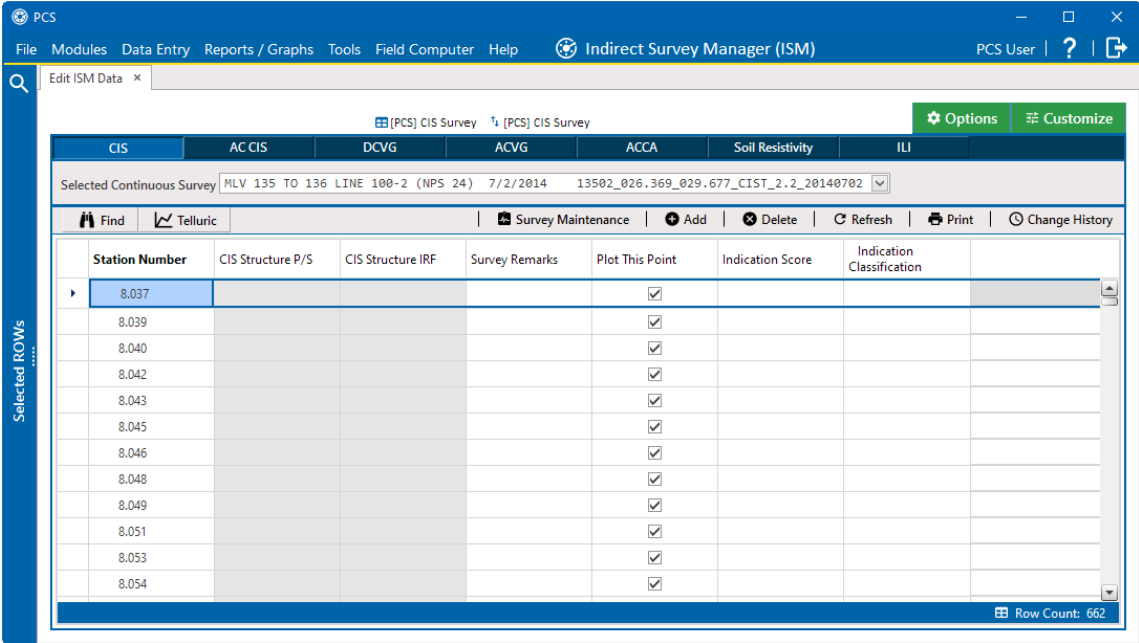 PCS
File Modules Data Entry Reports / Graphs Tools Field Computer Help Indirect Survey Manager (ISM) PCS User | ? |
Edit ISM Data ×
[PCS] CIS Survey [PCS] CIS Survey Options Customize
CIS AC CIS DCVG ACVG ACCA Soil Resistivity ILI
Selected Continuous Survey MLV 135 TO 136 LINE 100-2 (NPS 24) 7/2/2014 13502_026.369_029.677_CIST_2.2_20140702
Find Telluric | Survey Maintenance | Add | Delete | Refresh | Print | Change History
Station Number CIS Structure P/S CIS Structure IRF Survey Remarks Plot This Point Indication Score Indication Classification
8.037
8.039
8.040
8.042
8.043
8.045
8.046
8.048
8.049
8.051
8.053
8.054
Selected ROWs
Row Count: 662